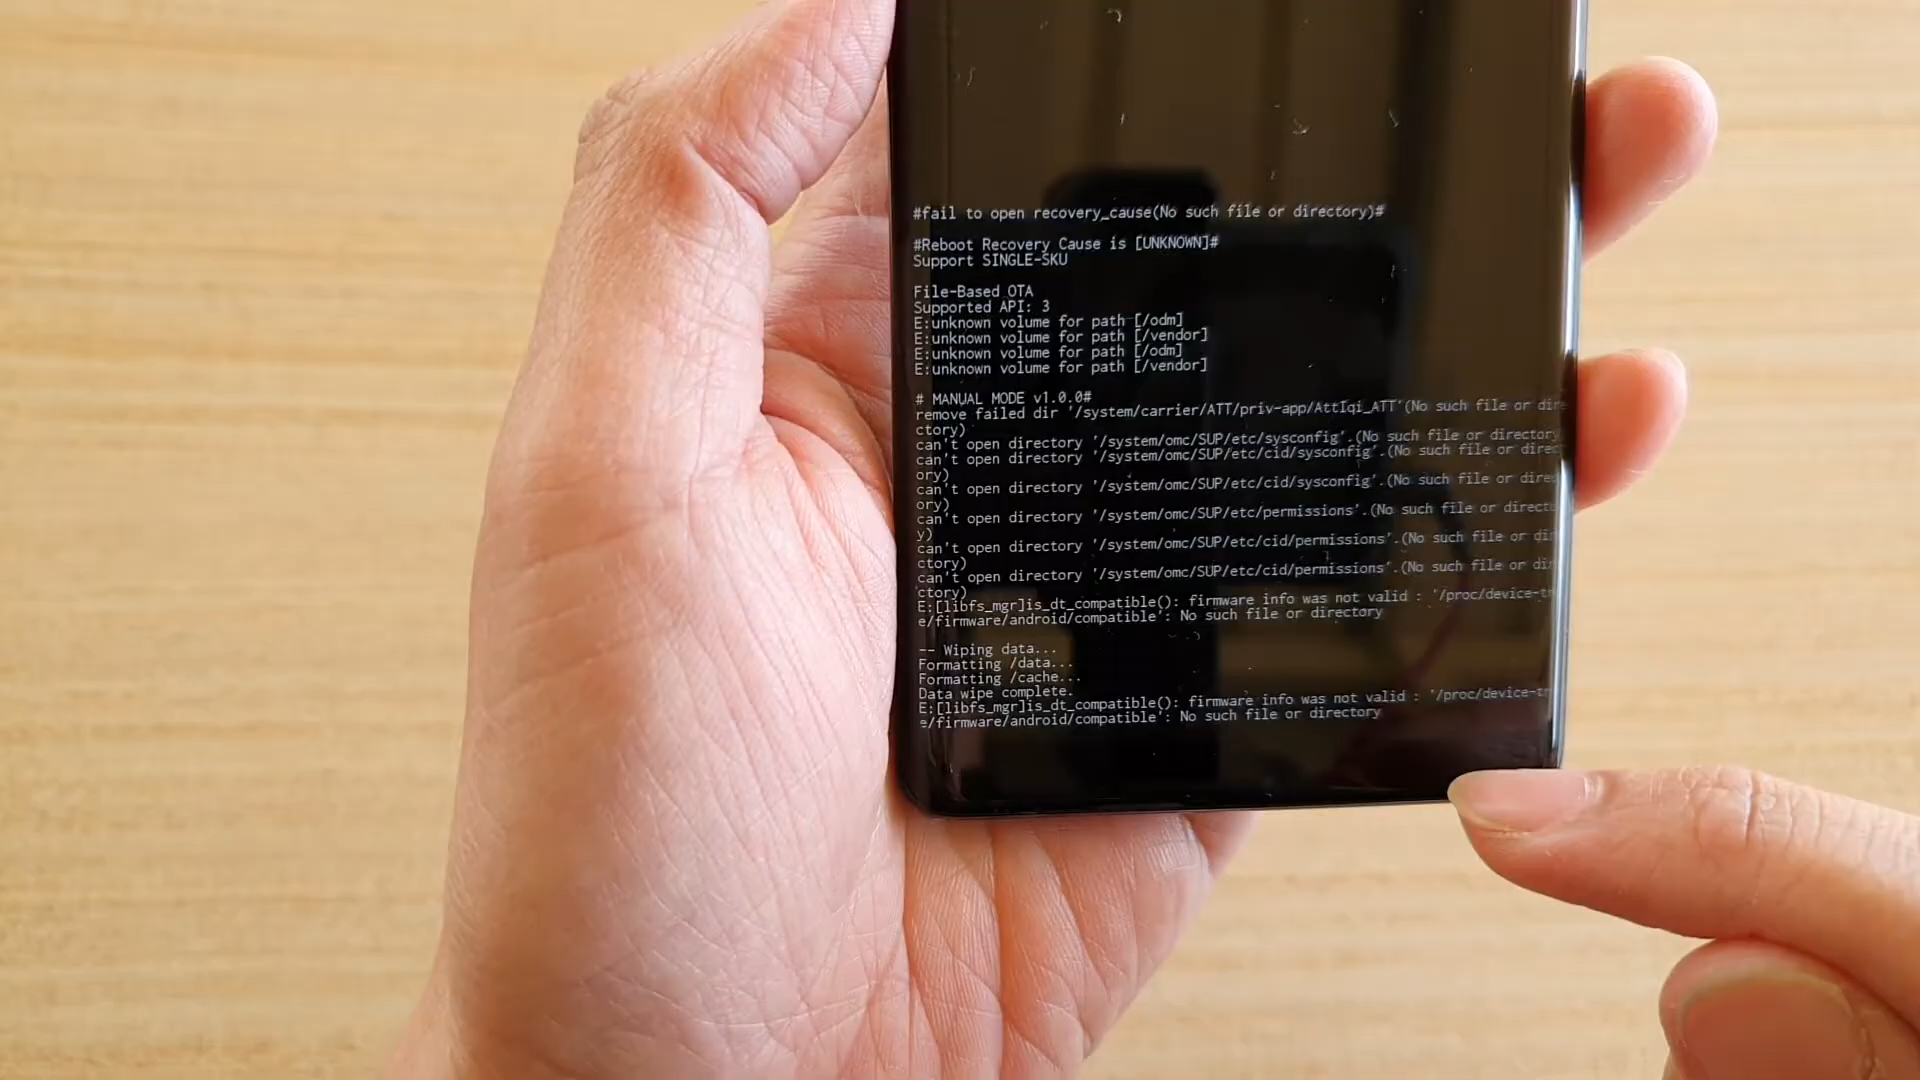 #fail to open recovery_cause(No such file or directory)#
#Reboot Recovery Cause is [UNKNOWN]#
Support SINGLE-SKU
File-Based OTA
Supported API: 3
E:unknown volume for path [/odm]
E:unknown volume for path [/vendor]
E:unknown volume for path [/odm]
E:unknown volume for path [/vendor]
# MANUAL MODE v1.0.0#
remove failed dir '/system/carrier/ATT/priv-app/AttIqi_ATT'(No such file or dire
ctory)
can't open directory '/system/omc/SUP/etc/sysconfig'.(No such file or directory
can't open directory '/system/omc/SUP/etc/cid/sysconfig'.(No such file or direc
ory)
can't open directory '/system/omc/SUP/etc/cid/sysconfig'.(No such file or direc
ory)
can't open directory '/system/omc/SUP/etc/permissions'.(No such file or direct
y)
can't open directory '/system/omc/SUP/etc/cid/permissions'.(No such file or dir
ctory)
can't open directory '/system/omc/SUP/etc/cid/permissions'.(No such file or dir
ctory)
E:[libfs_mgr]is_dt_compatible(): firmware info was not valid : '/proc/device-tr
e/firmware/android/compatible': No such file or directory
-- Wiping data...
Formatting /data...
Formatting /cache...
Data wipe complete.
E:[libfs_mgr]is_dt_compatible(): firmware info was not valid : '/proc/device-tr
e/firmware/android/compatible': No such file or directory